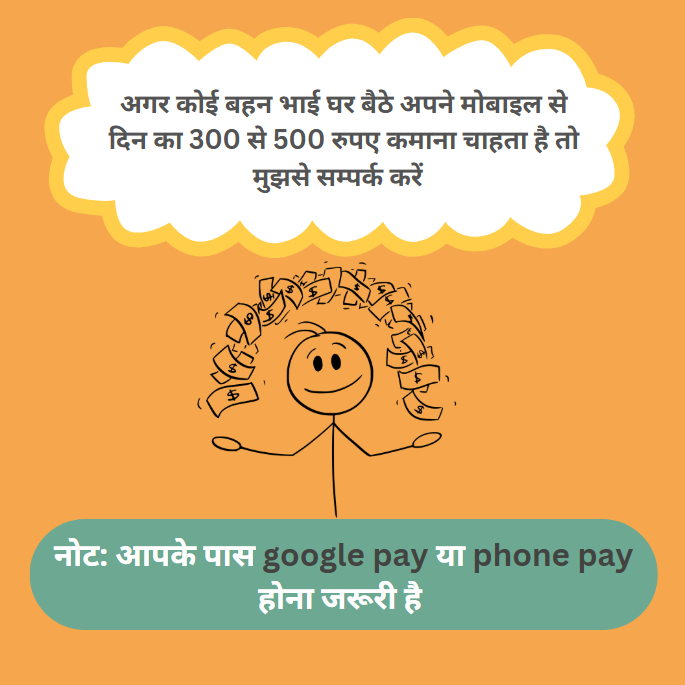 अगर कोई बहन भाई घर बैठे अपने मोबाइल से
दिन का 300 से 500 रुपए कमाना चाहता है तो
मुझसे सम्पर्क करें
नोट: आपके पास google pay या phone pay
होना जरूरी है